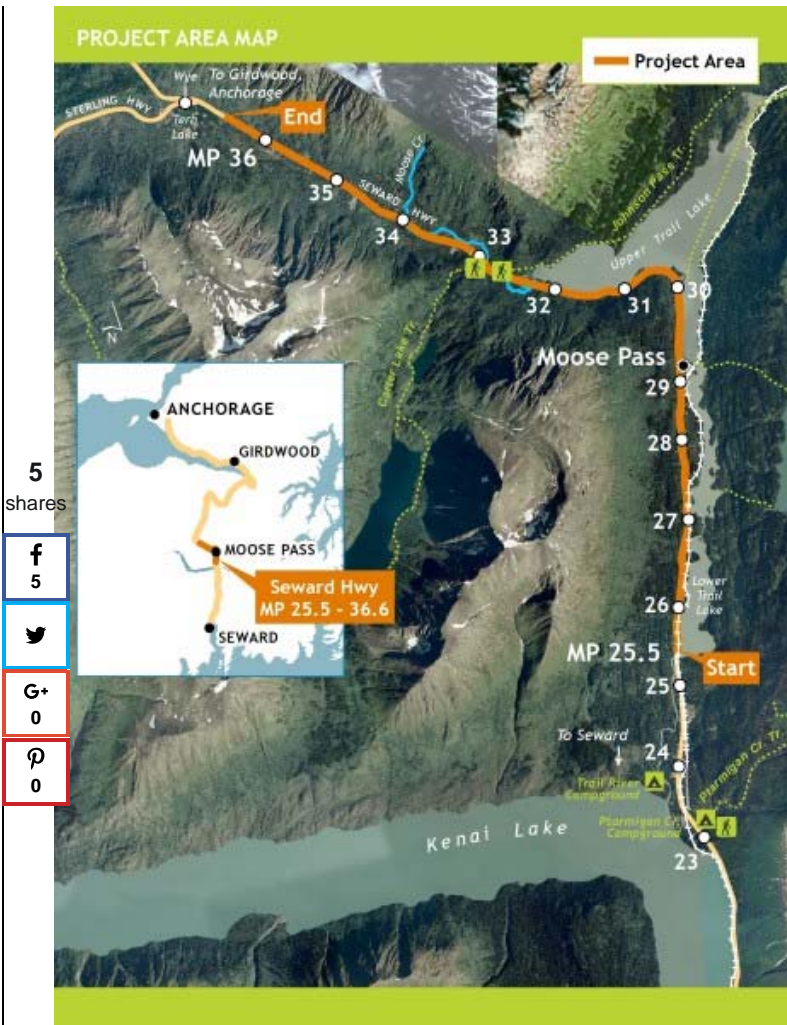 PROJECT AREA MAP
Project Area
Wye
To Girdwood,
Anchorage
STERLING HWY
Tern
Lake
End
MP 36
35
SEWARD HWY
Moose Cr.
34
33
32
31
30
Johnson Pass Tr.
Upper Trail Lake
N
Moose Pass
29
28
27
26
Lower
Trail
Lake
MP 25.5
Start
25
24
To Seward
Trail River
Campground
Ptarmigan Cr. Tr.
Ptarmigan Cr.
Campground
23
Kenai Lake
ANCHORAGE
GIRDWOOD
MOOSE PASS
Seward Hwy
MP 25.5 - 36.6
SEWARD
5
shares
f
5
G+
0
0